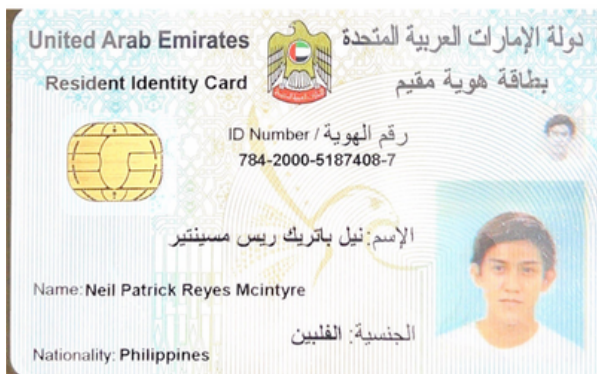 United Arab Emirates
دولة الإمارات العربية المتحدة
Resident Identity Card
بطاقة هوية مقيم
ID Number / رقم الهوية
784-2000-5187408-7
الإسم: نيل باتريك ريس مسينتير
Name: Neil Patrick Reyes Mcintyre
الجنسية: الفلبين
Nationality: Philippines